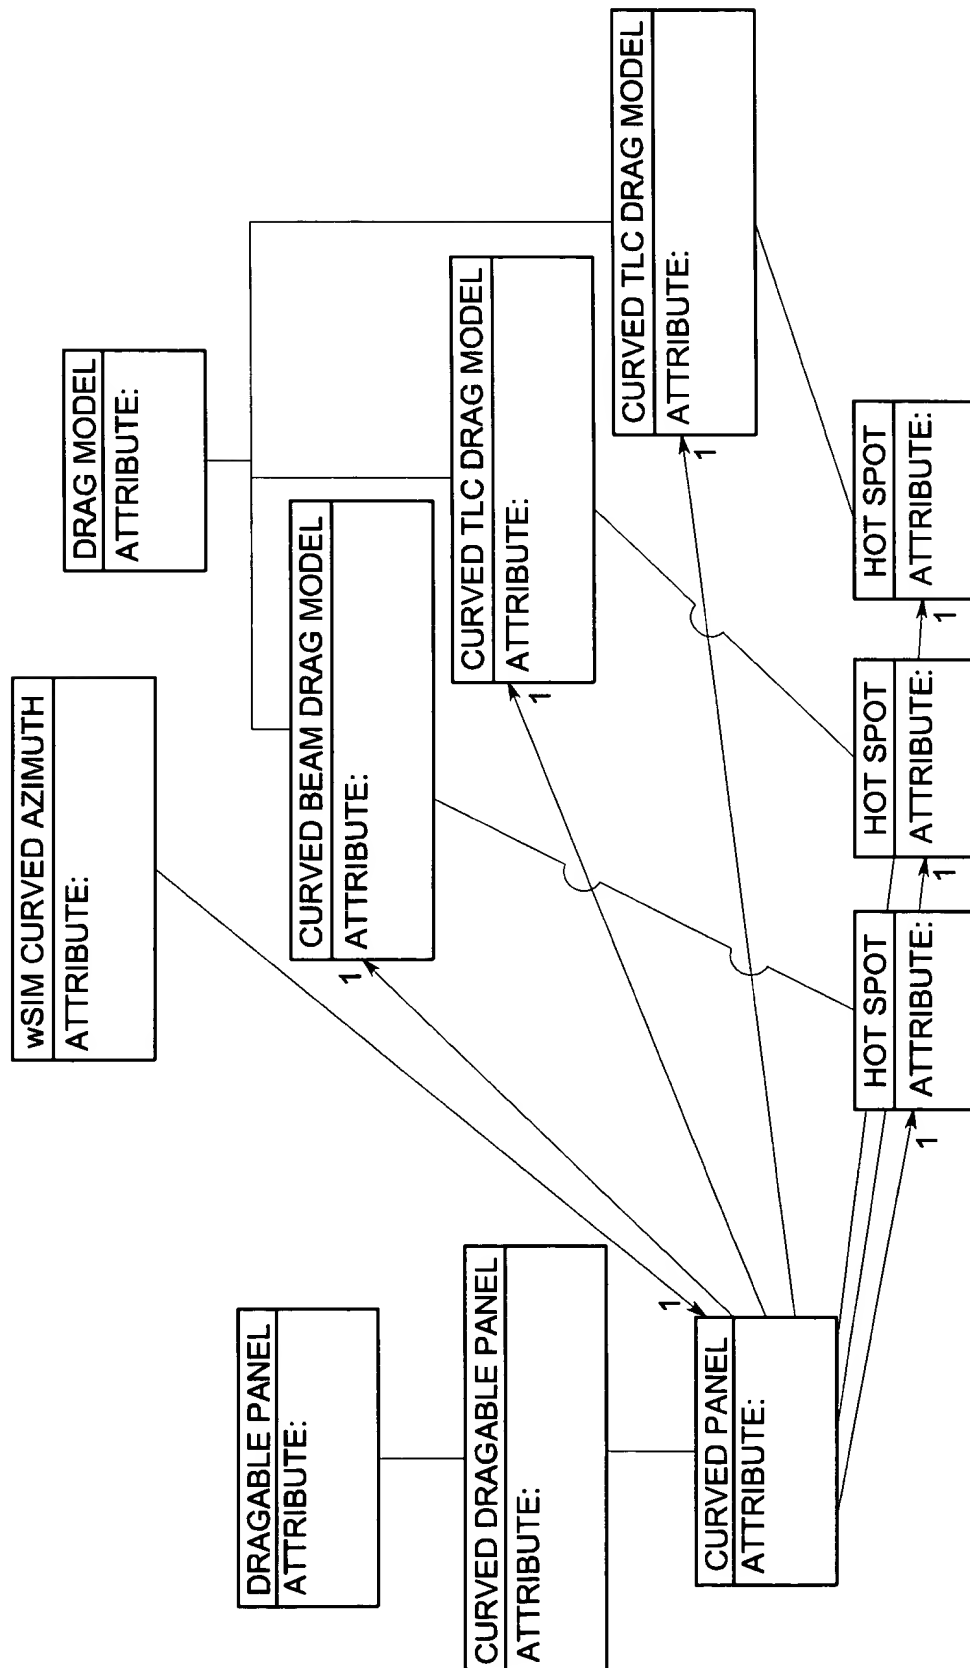 DRAGABLE PANEL
ATTRIBUTE:
CURVED DRAGABLE PANEL
ATTRIBUTE:
CURVED PANEL
ATTRIBUTE:
1
wSIM CURVED AZIMUTH
ATTRIBUTE:
DRAG MODEL
ATTRIBUTE:
CURVED BEAM DRAG MODEL
ATTRIBUTE:
1
CURVED TLC DRAG MODEL
ATTRIBUTE:
1
CURVED TLC DRAG MODEL
ATTRIBUTE:
1
HOT SPOT
ATTRIBUTE:
1
HOT SPOT
ATTRIBUTE:
1
HOT SPOT
ATTRIBUTE:
1